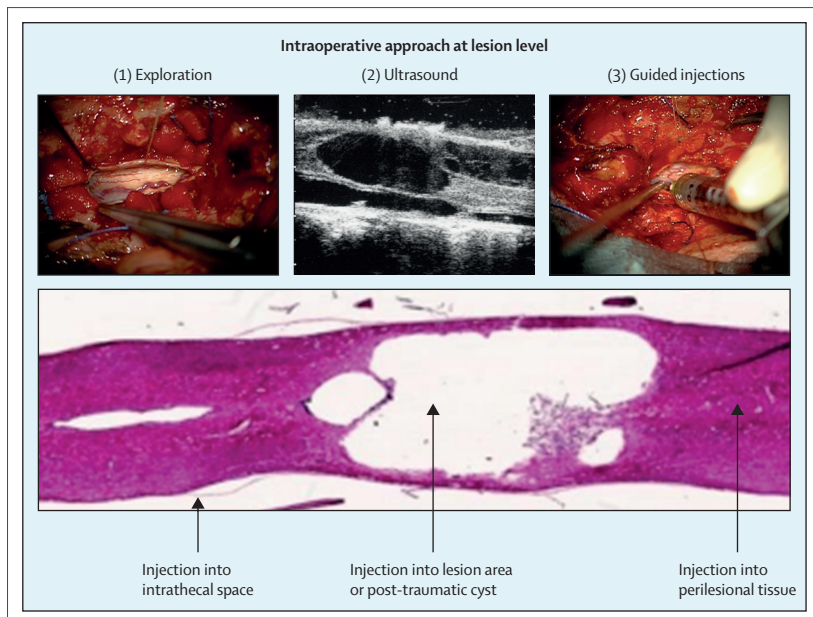 Intraoperative approach at lesion level
(1) Exploration
(2) Ultrasound
(3) Guided injections
Injection into
intrathecal space
Injection into lesion area
or post-traumatic cyst
Injection into
perilesional tissue